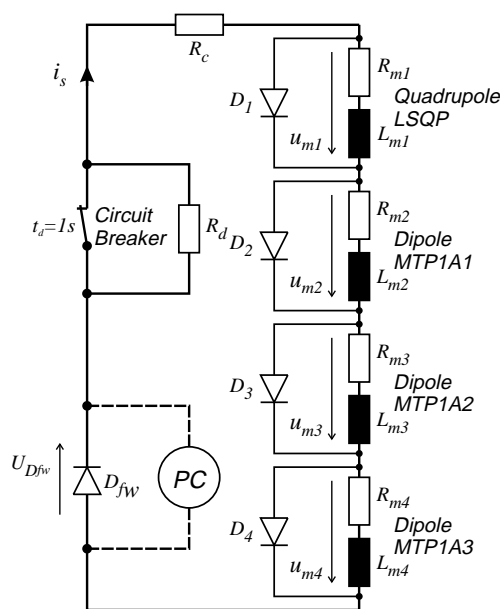 R_c
i_s
R_m1
D_1
Quadrupole
LSQP
u_m1
L_m1
t_d=1s
Circuit
Breaker
R_d
R_m2
D_2
Dipole
MTP1A1
u_m2
L_m2
R_m3
D_3
Dipole
MTP1A2
u_m3
L_m3
U_Dfw
D_fw
PC
R_m4
D_4
Dipole
MTP1A3
u_m4
L_m4